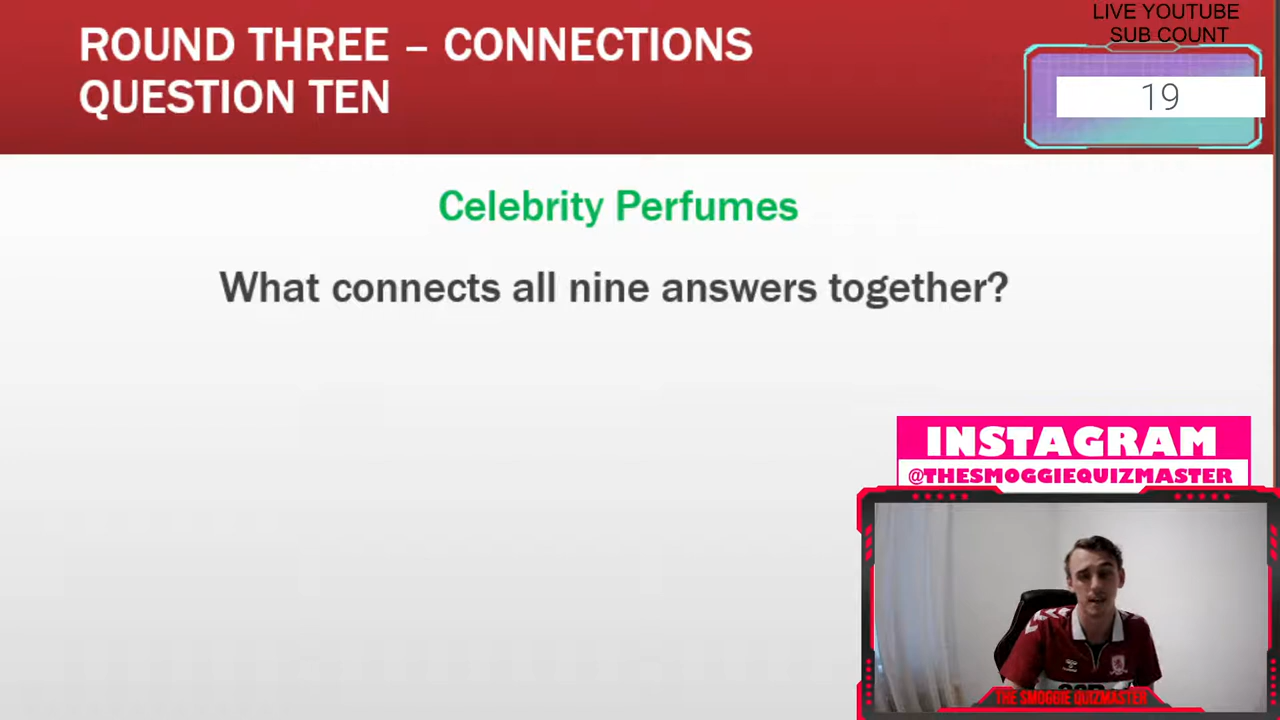 LIVE YOUTUBE
SUB COUNT
ROUND THREE – CONNECTIONS
QUESTION TEN
19
Celebrity Perfumes
What connects all nine answers together?
INSTAGRAM
@THESMOGGIEQUIZMASTER
THE SMOGGIE QUIZMASTER